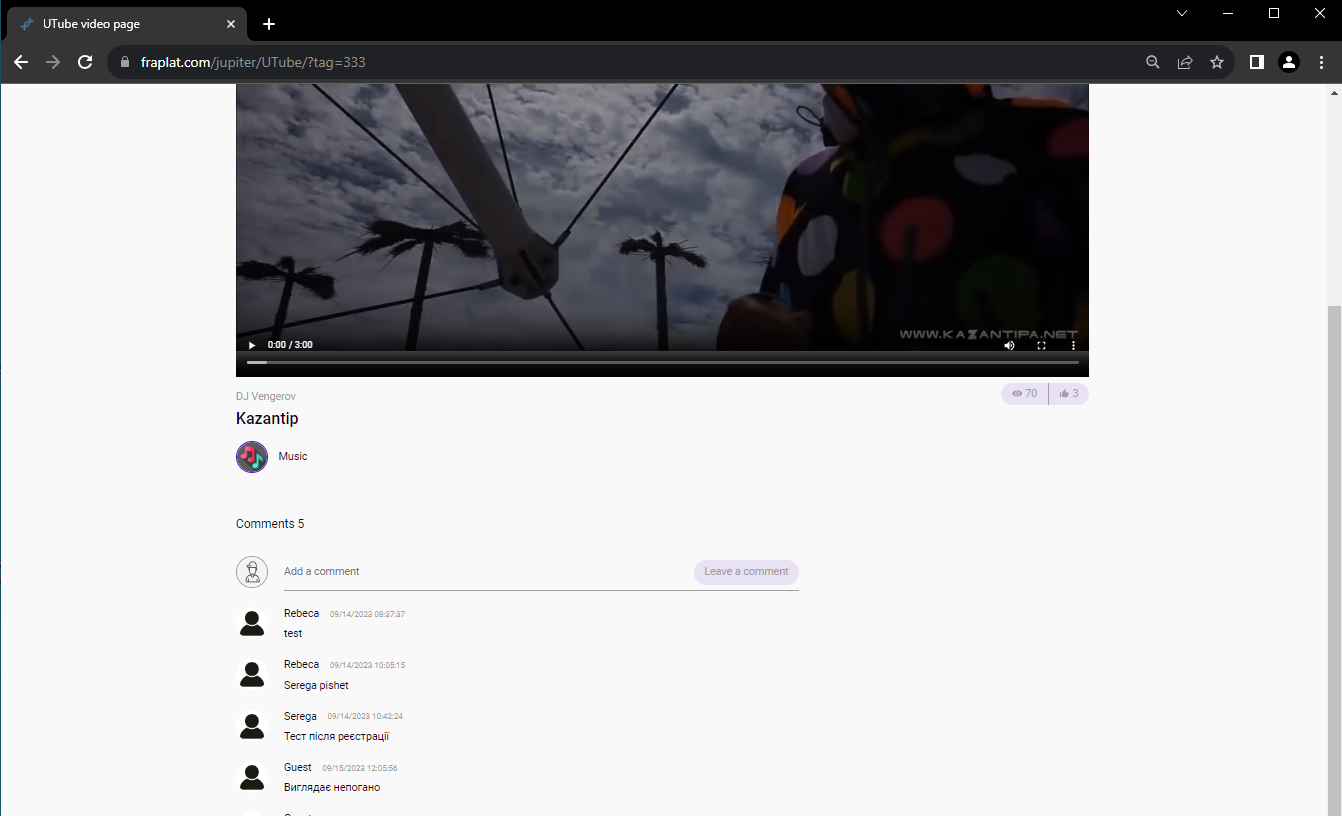 UTube video page
fraplat.com/jupiter/UTube/?tag=333
WWW.KAZANTIPA.NET
0:00 / 3:00
DJ Vengerov
70
3
Kazantip
Music
Comments 5
Add a comment
Leave a comment
Rebeca 09/14/2023 08:37:37
test
Rebeca 09/14/2023 10:05:15
Serega pishet
Serega 09/14/2023 10:42:24
Тест після реєстрації
Guest 09/15/2023 12:05:56
Виглядає непогано